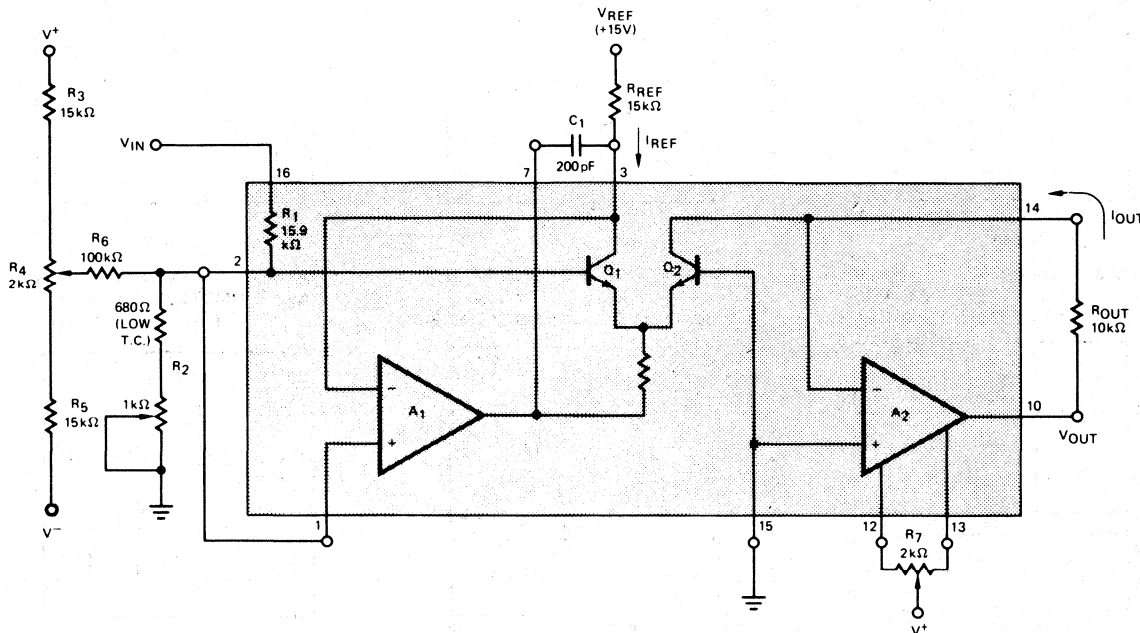 V⁺
R3
15kΩ
VIN
VREF
(+15V)
RREF
15kΩ
C1
200pF
IREF
16
7
3
R1
15.9
kΩ
14
IOUT
R6
100kΩ
2
R4
2kΩ
Q1
Q2
680Ω
(LOW
T.C.)
ROUT
10kΩ
R2
R5
15kΩ
1kΩ
−
A1
+
−
A2
+
10
VOUT
V⁻
1
15
12
13
R7
2kΩ
V⁺